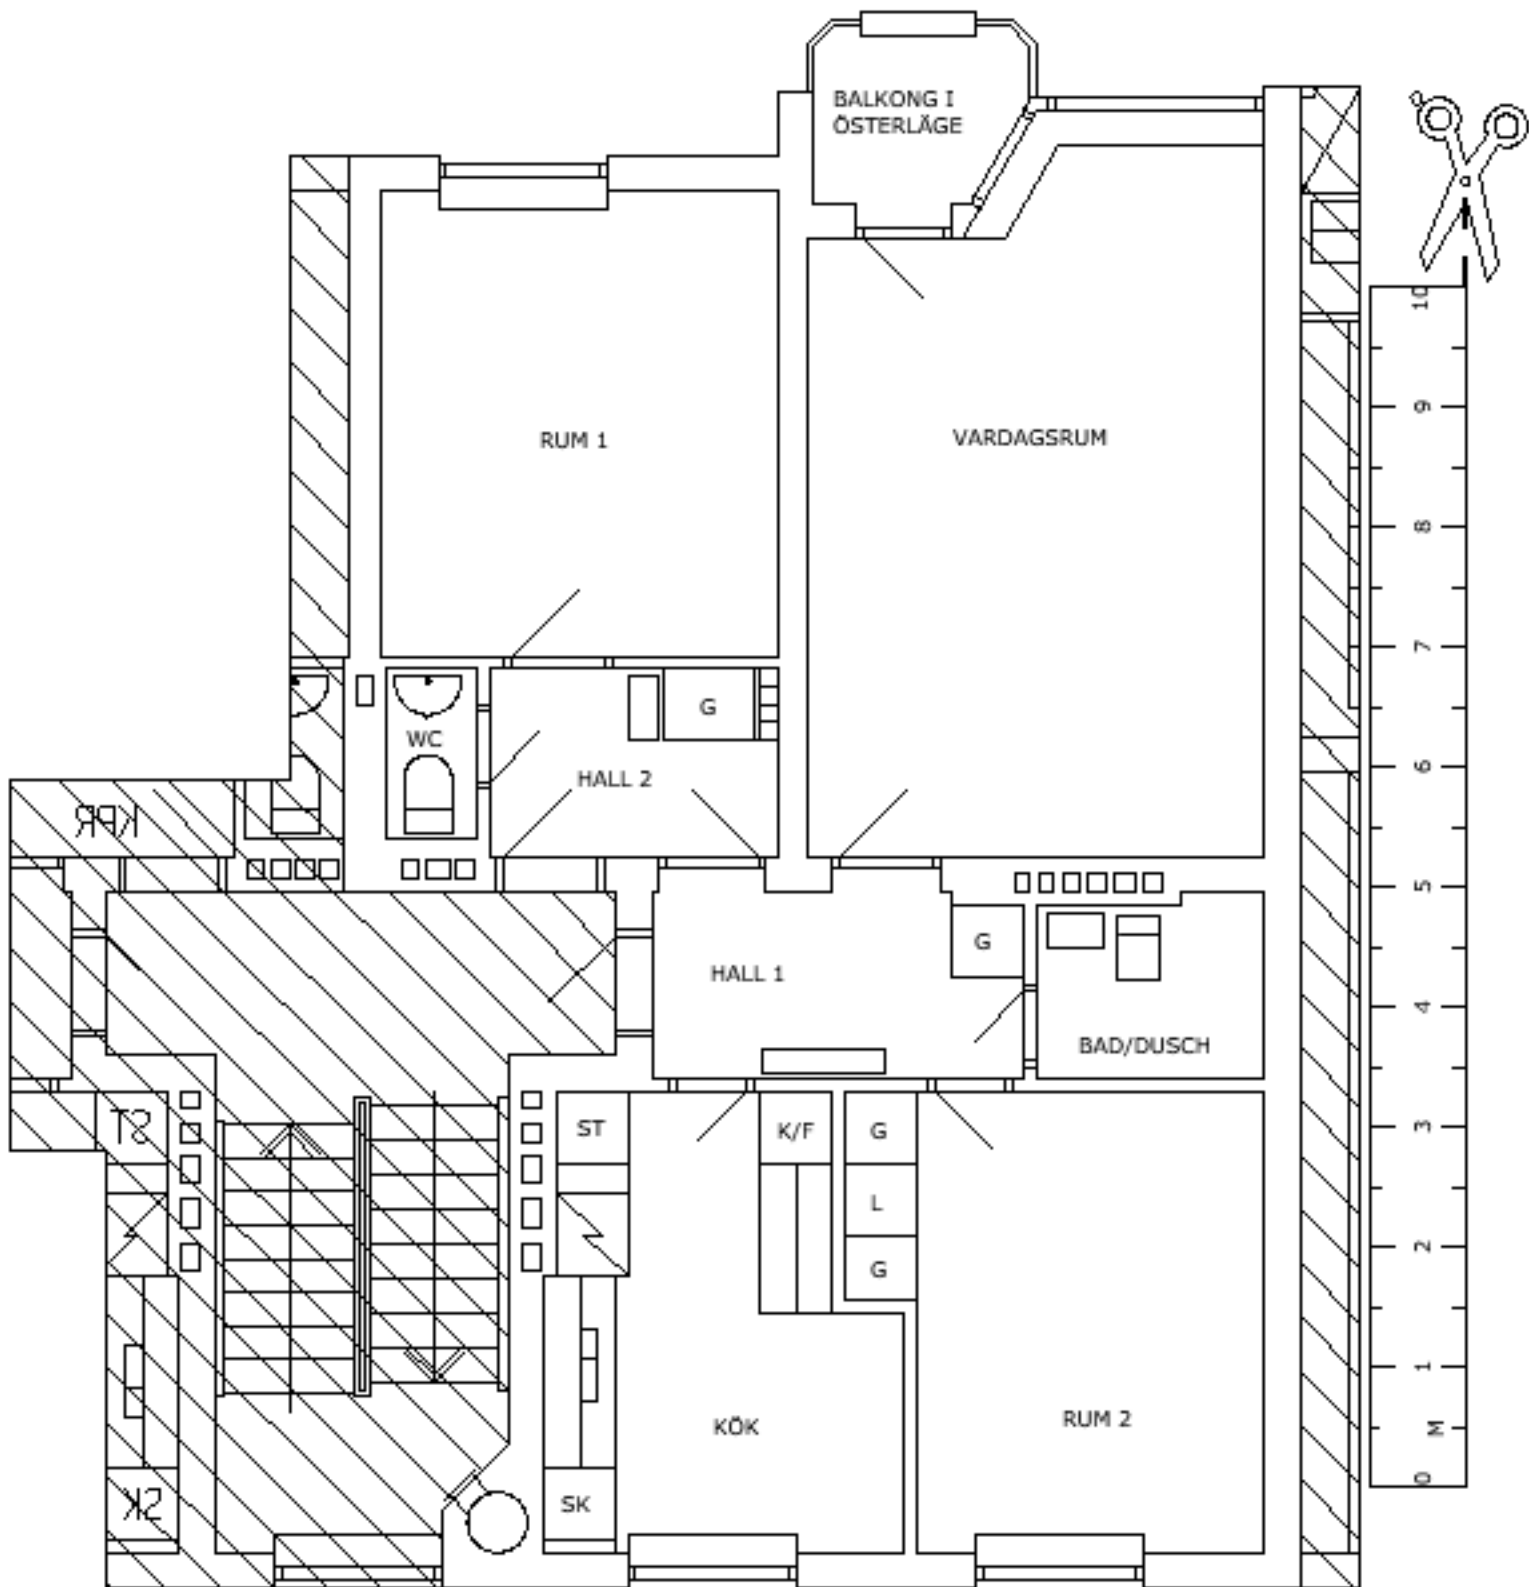 BALKONG I
ÖSTERLÄGE
10
9
8
7
6
5
4
3
2
1
M
0
RUM 1
VARDAGSRUM
G
WC
HALL 2
KPR
G
HALL 1
BAD/DUSCH
ST
ST
K/F
G
L
G
KÖK
RUM 2
SK
SK